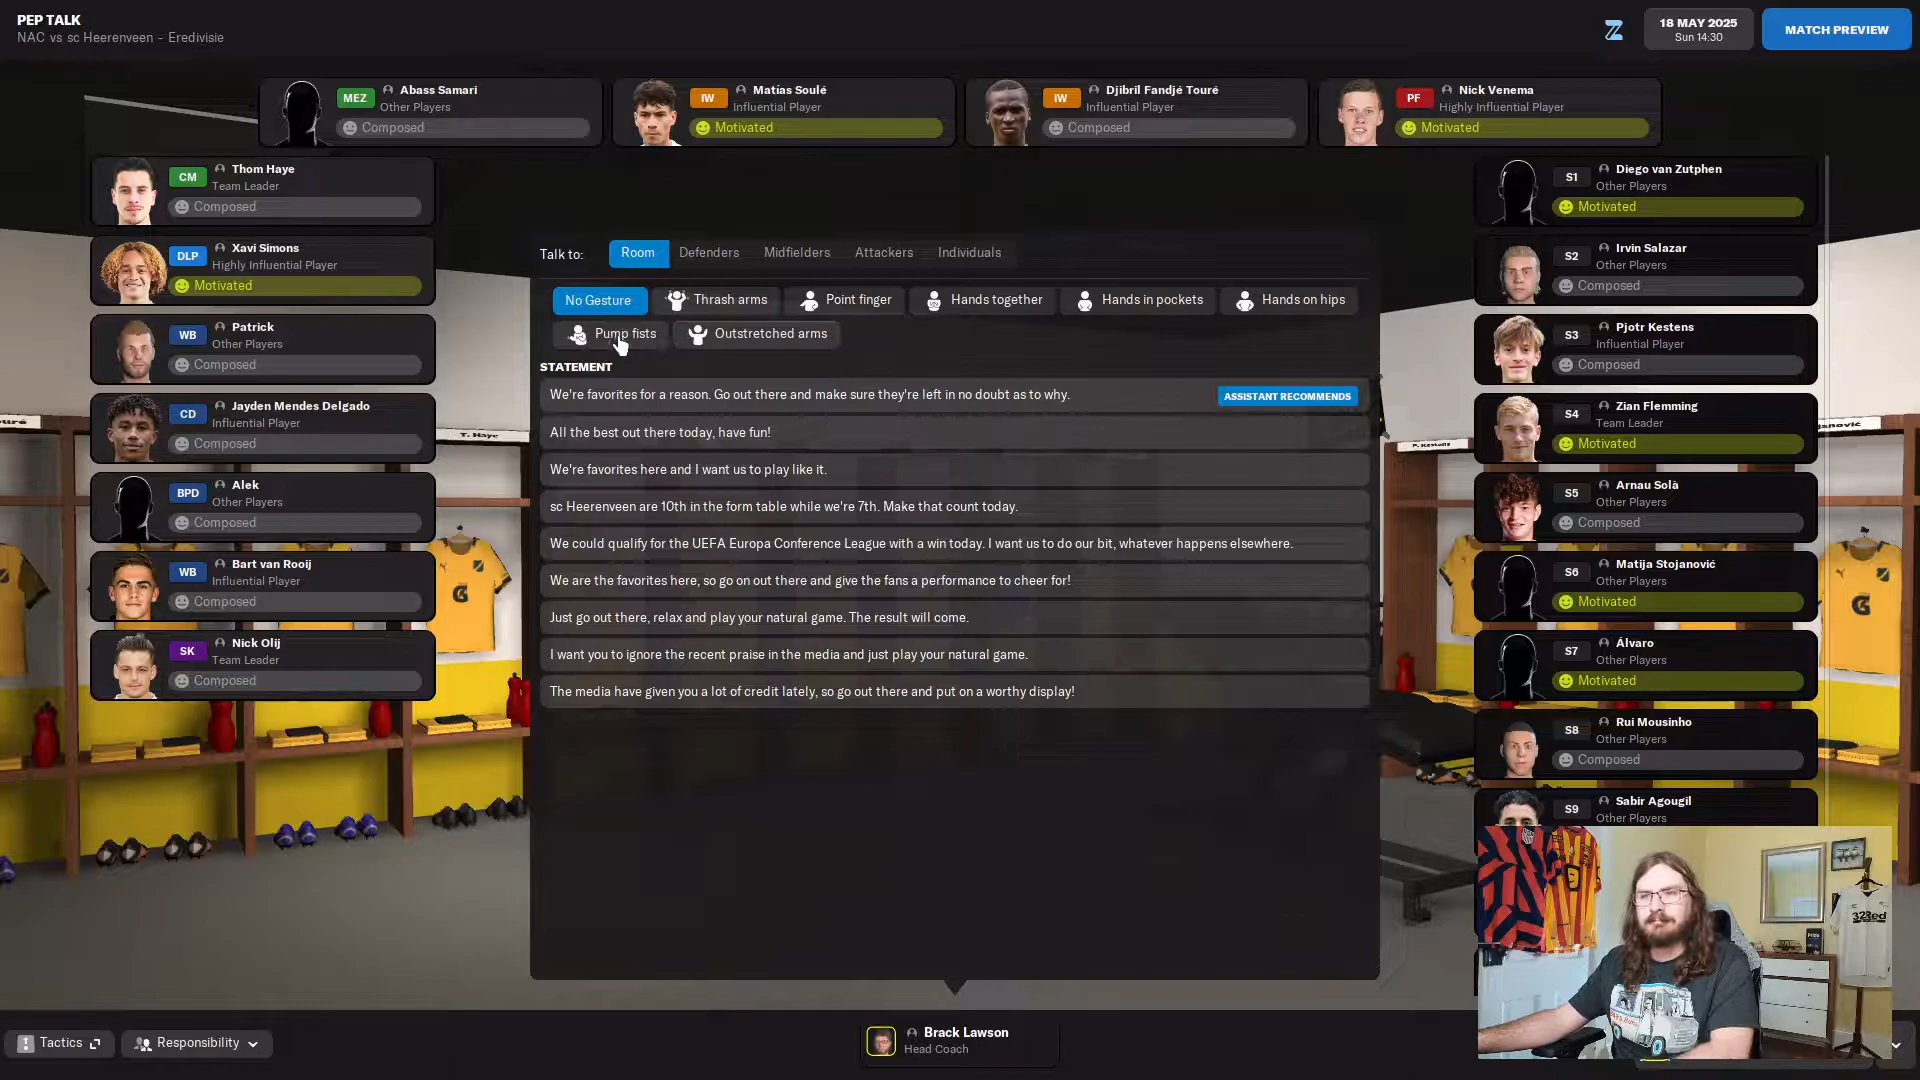 PEP TALK
NAC vs sc Heerenveen - Eredivisie
18 MAY 2025
Sun 14:30
MATCH PREVIEW
MEZ
Abass Samari
Other Players
Composed
IW
Matías Soulé
Influential Player
Motivated
IW
Djibril Fandjé Touré
Influential Player
Composed
PF
Nick Venema
Highly Influential Player
Motivated
CM
Thom Haye
Team Leader
Composed
DLP
Xavi Simons
Highly Influential Player
Motivated
WB
Patrick
Other Players
Composed
CD
Jayden Mendes Delgado
Influential Player
Composed
BPD
Alek
Other Players
Composed
WB
Bart van Rooij
Influential Player
Composed
SK
Nick Olij
Team Leader
Composed
T. Haye
Talk to:
Room
Defenders
Midfielders
Attackers
Individuals
No Gesture
Thrash arms
Point finger
Hands together
Hands in pockets
Hands on hips
Pump fists
Outstretched arms
STATEMENT
We're favorites for a reason. Go out there and make sure they're left in no doubt as to why.
ASSISTANT RECOMMENDS
All the best out there today, have fun!
We're favorites here and I want us to play like it.
sc Heerenveen are 10th in the form table while we're 7th. Make that count today.
We could qualify for the UEFA Europa Conference League with a win today. I want us to do our bit, whatever happens elsewhere.
We are the favorites here, so go on out there and give the fans a performance to cheer for!
Just go out there, relax and play your natural game. The result will come.
I want you to ignore the recent praise in the media and just play your natural game.
The media have given you a lot of credit lately, so go out there and put on a worthy display!
P. Kestens
S1
Diego van Zutphen
Other Players
Motivated
S2
Irvin Salazar
Other Players
Composed
S3
Pjotr Kestens
Influential Player
Composed
S4
Zian Flemming
Team Leader
Motivated
S5
Arnau Solà
Other Players
Composed
S6
Matija Stojanović
Other Players
Motivated
S7
Álvaro
Other Players
Motivated
S8
Rui Mousinho
Other Players
Composed
S9
Sabir Agougil
Other Players
32Red
Brack Lawson
Head Coach
Tactics
Responsibility